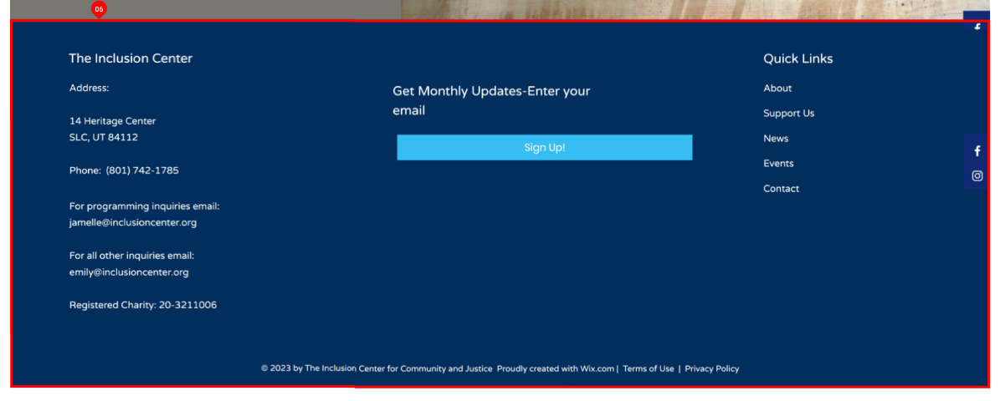 06
The Inclusion Center
Address:
14 Heritage Center
SLC, UT 84112
Phone: (801) 742-1785
For programming inquiries email:
jamelle@inclusioncenter.org
For all other inquiries email:
emily@inclusioncenter.org
Registered Charity: 20-3211006
Get Monthly Updates-Enter your
email
Sign Up!
Quick Links
About
Support Us
News
Events
Contact
© 2023 by The Inclusion Center for Community and Justice Proudly created with Wix.com | Terms of Use | Privacy Policy